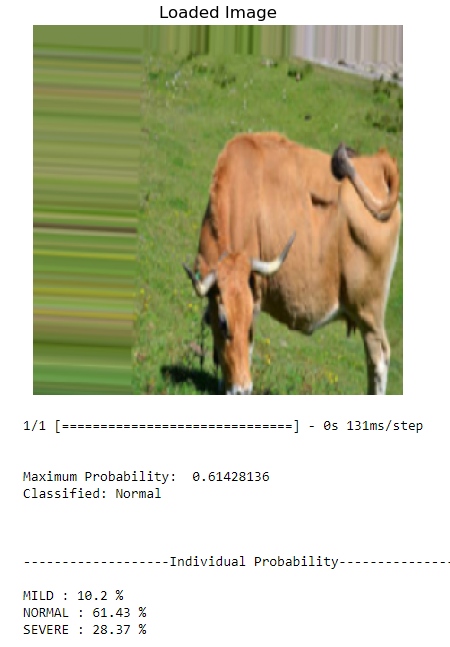 Loaded Image
1/1 [==============================] - 0s 131ms/step
Maximum Probability:  0.61428136
Classified: Normal
-------------------Individual Probability---------------
MILD : 10.2 %
NORMAL : 61.43 %
SEVERE : 28.37 %